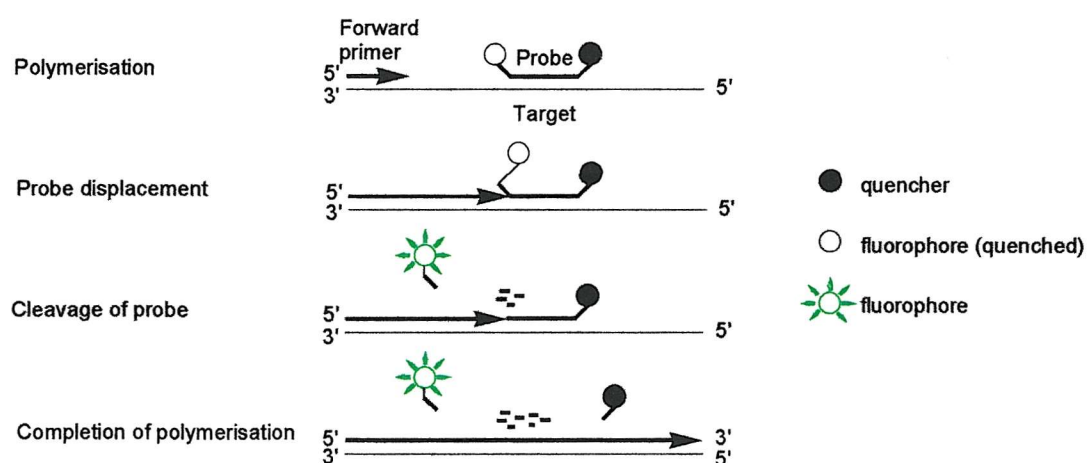 Forward
primer
Polymerisation
Probe
5'
3'
5'
Target
Probe displacement
5'
3'
5'
quencher
fluorophore (quenched)
fluorophore
Cleavage of probe
5'
3'
5'
Completion of polymerisation
5'
3'
3'
5'